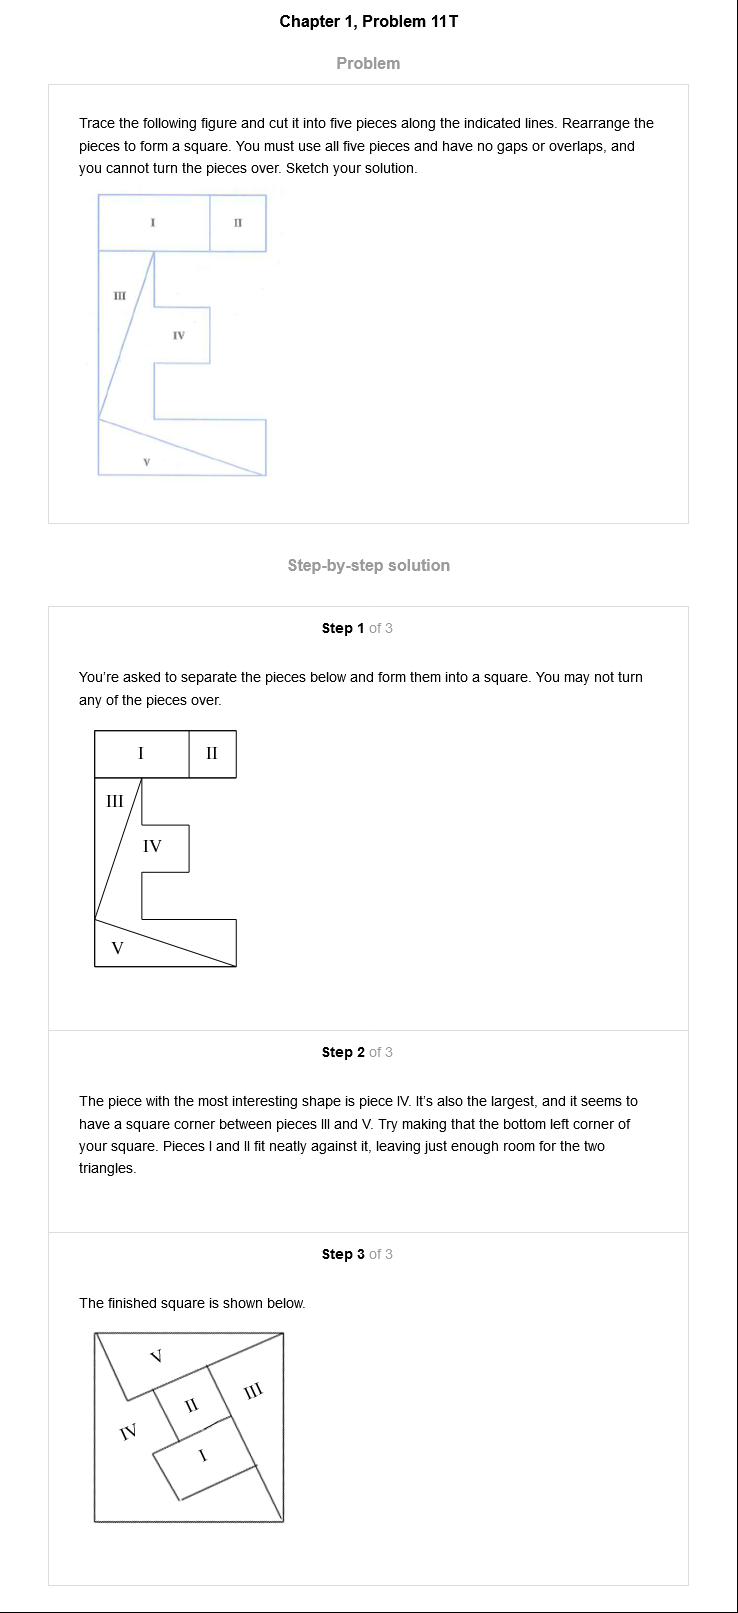 Chapter 1, Problem 11T
Problem
Trace the following figure and cut it into five pieces along the indicated lines. Rearrange the
pieces to form a square. You must use all five pieces and have no gaps or overlaps, and
you cannot turn the pieces over. Sketch your solution.
I II
III
IV
V
Step-by-step solution
Step 1 of 3
You're asked to separate the pieces below and form them into a square. You may not turn
any of the pieces over.
I II
III
IV
V
Step 2 of 3
The piece with the most interesting shape is piece IV. It's also the largest, and it seems to
have a square corner between pieces III and V. Try making that the bottom left corner of
your square. Pieces I and II fit neatly against it, leaving just enough room for the two
triangles.
Step 3 of 3
The finished square is shown below.
V
III
II
IV
I